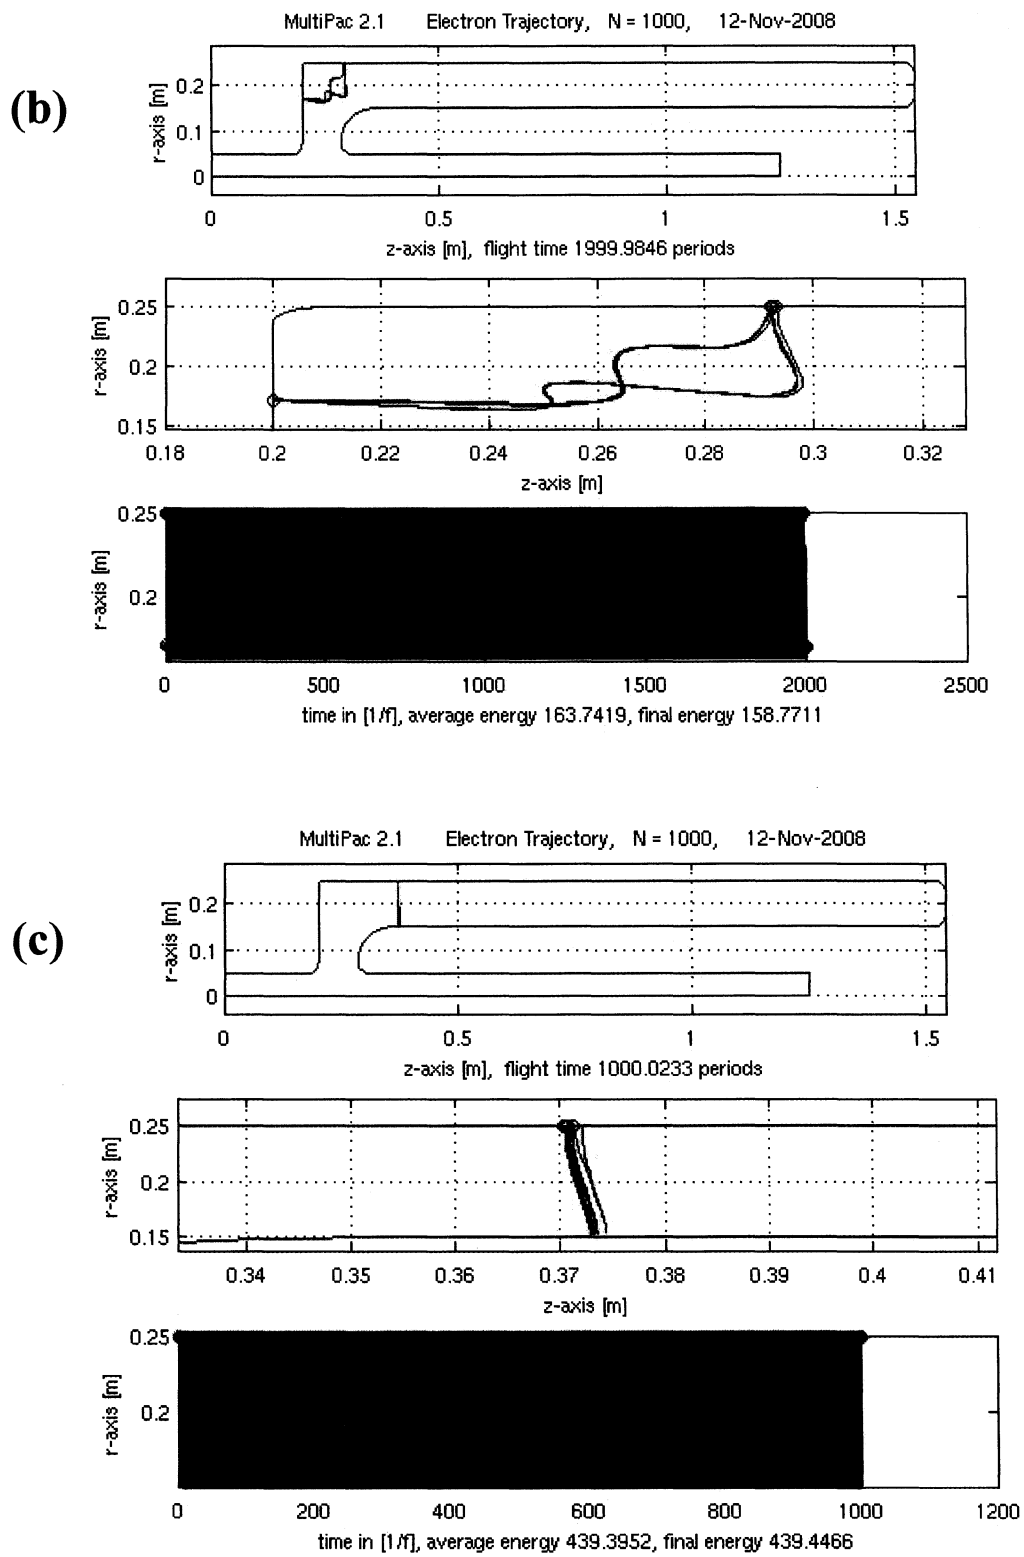 MultiPac 2.1 Electron Trajectory, N = 1000, 12-Nov-2008
(b)
r-axis [m]
0.2
0.1
0
0 0.5 1 1.5
z-axis [m], flight time 1999.9846 periods
r-axis [m]
0.25
0.2
0.15
0.18 0.2 0.22 0.24 0.26 0.28 0.3 0.32
z-axis [m]
r-axis [m]
0.25
0.2
0 500 1000 1500 2000 2500
time in [1/f], average energy 163.7419, final energy 158.7711
MultiPac 2.1 Electron Trajectory, N = 1000, 12-Nov-2008
(c)
r-axis [m]
0.2
0.1
0
0 0.5 1 1.5
z-axis [m], flight time 1000.0233 periods
r-axis [m]
0.25
0.2
0.15
0.34 0.35 0.36 0.37 0.38 0.39 0.4 0.41
z-axis [m]
r-axis [m]
0.25
0.2
0 200 400 600 800 1000 1200
time in [1/f], average energy 439.3952, final energy 439.4466